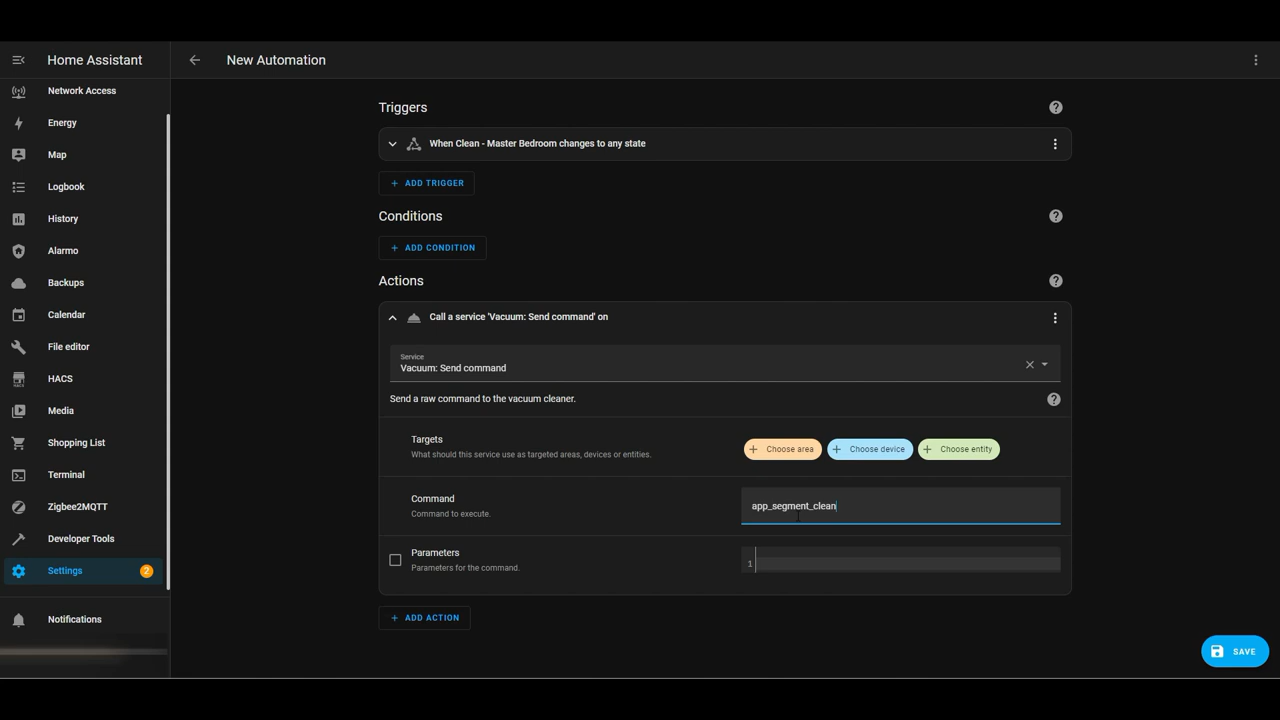 Home Assistant
New Automation
Network Access
Energy
Map
Logbook
History
Alarmo
Backups
Calendar
File editor
HACS
HACS
Media
Shopping List
Terminal
Zigbee2MQTT
Developer Tools
Settings
2
Notifications
Triggers
When Clean - Master Bedroom changes to any state
+ ADD TRIGGER
Conditions
+ ADD CONDITION
Actions
Call a service 'Vacuum: Send command' on
Service
Vacuum: Send command
Send a raw command to the vacuum cleaner.
Targets
What should this service use as targeted areas, devices or entities.
+ Choose area
+ Choose device
+ Choose entity
Command
Command to execute.
app_segment_clean
Parameters
Parameters for the command.
1
+ ADD ACTION
SAVE